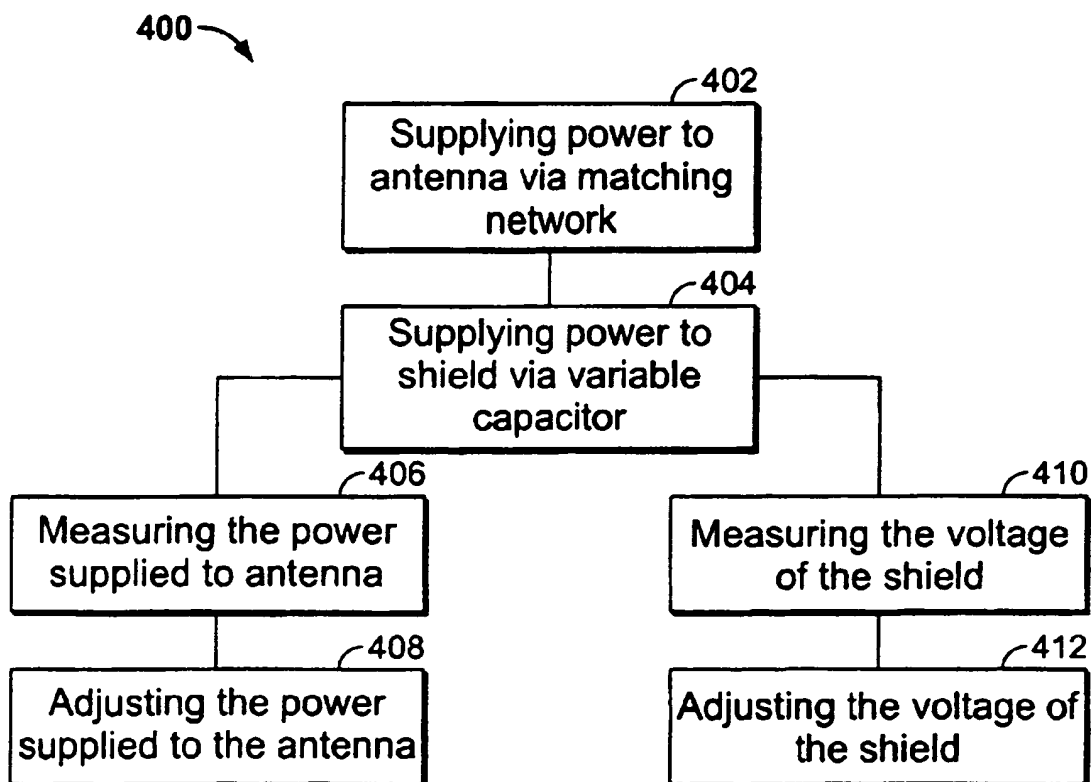 400
402
Supplying power to
antenna via matching
network
404
Supplying power to
shield via variable
capacitor
406
Measuring the power
supplied to antenna
408
Adjusting the power
supplied to the antenna
410
Measuring the voltage
of the shield
412
Adjusting the voltage of
the shield